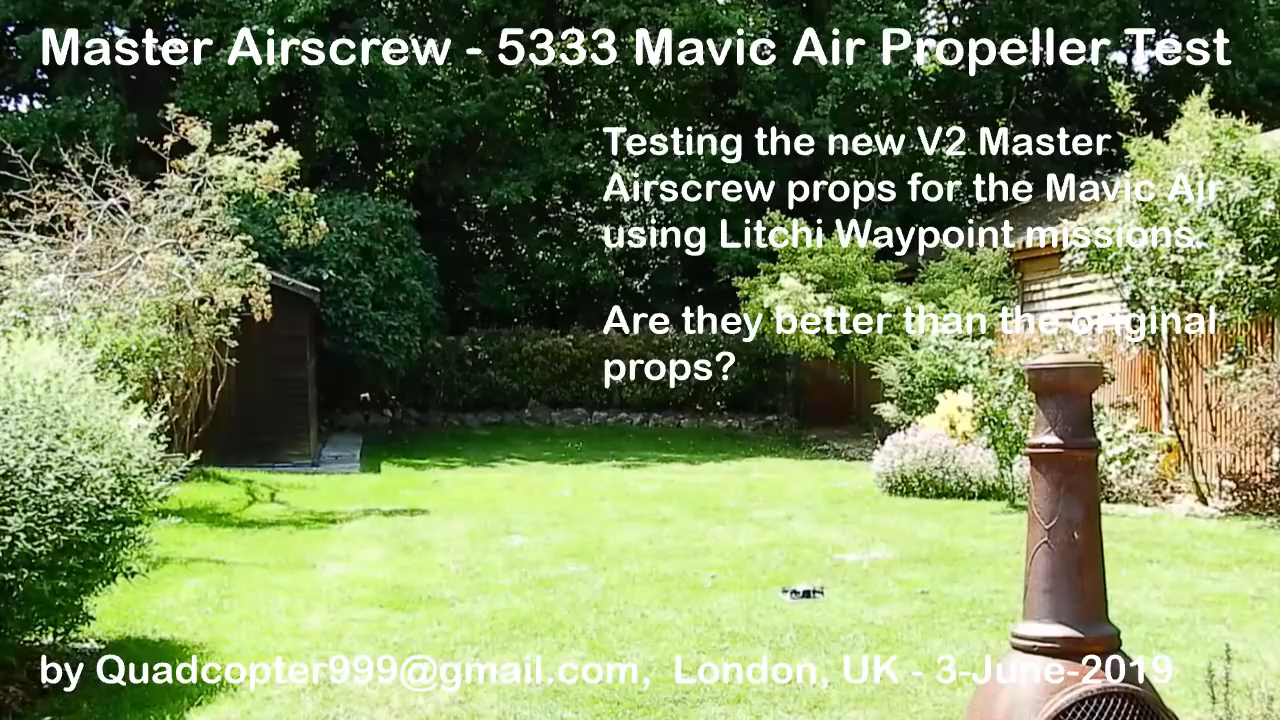 Master Airscrew - 5333 Mavic Air Propeller Test
Testing the new V2 Master
Airscrew props for the Mavic Air
using Litchi Waypoint missions.
Are they better than the original
props?
by Quadcopter999@gmail.com,  London, UK - 3-June-2019